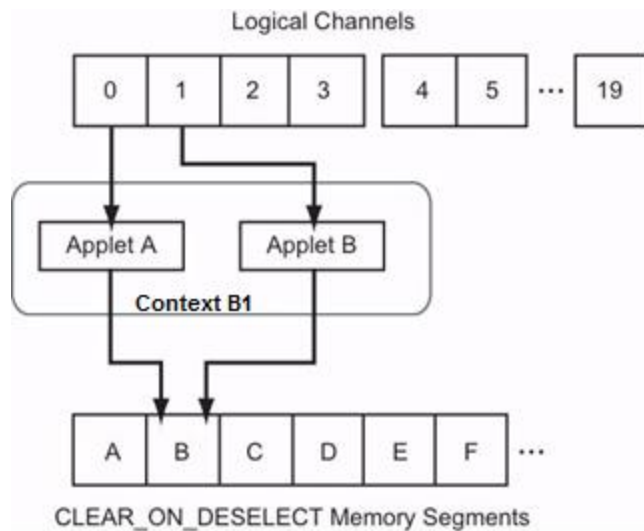 Logical Channels
0 1 2 3 4 5 ... 19
Applet A Applet B
Context B1
A B C D E F ...
CLEAR_ON_DESELECT Memory Segments